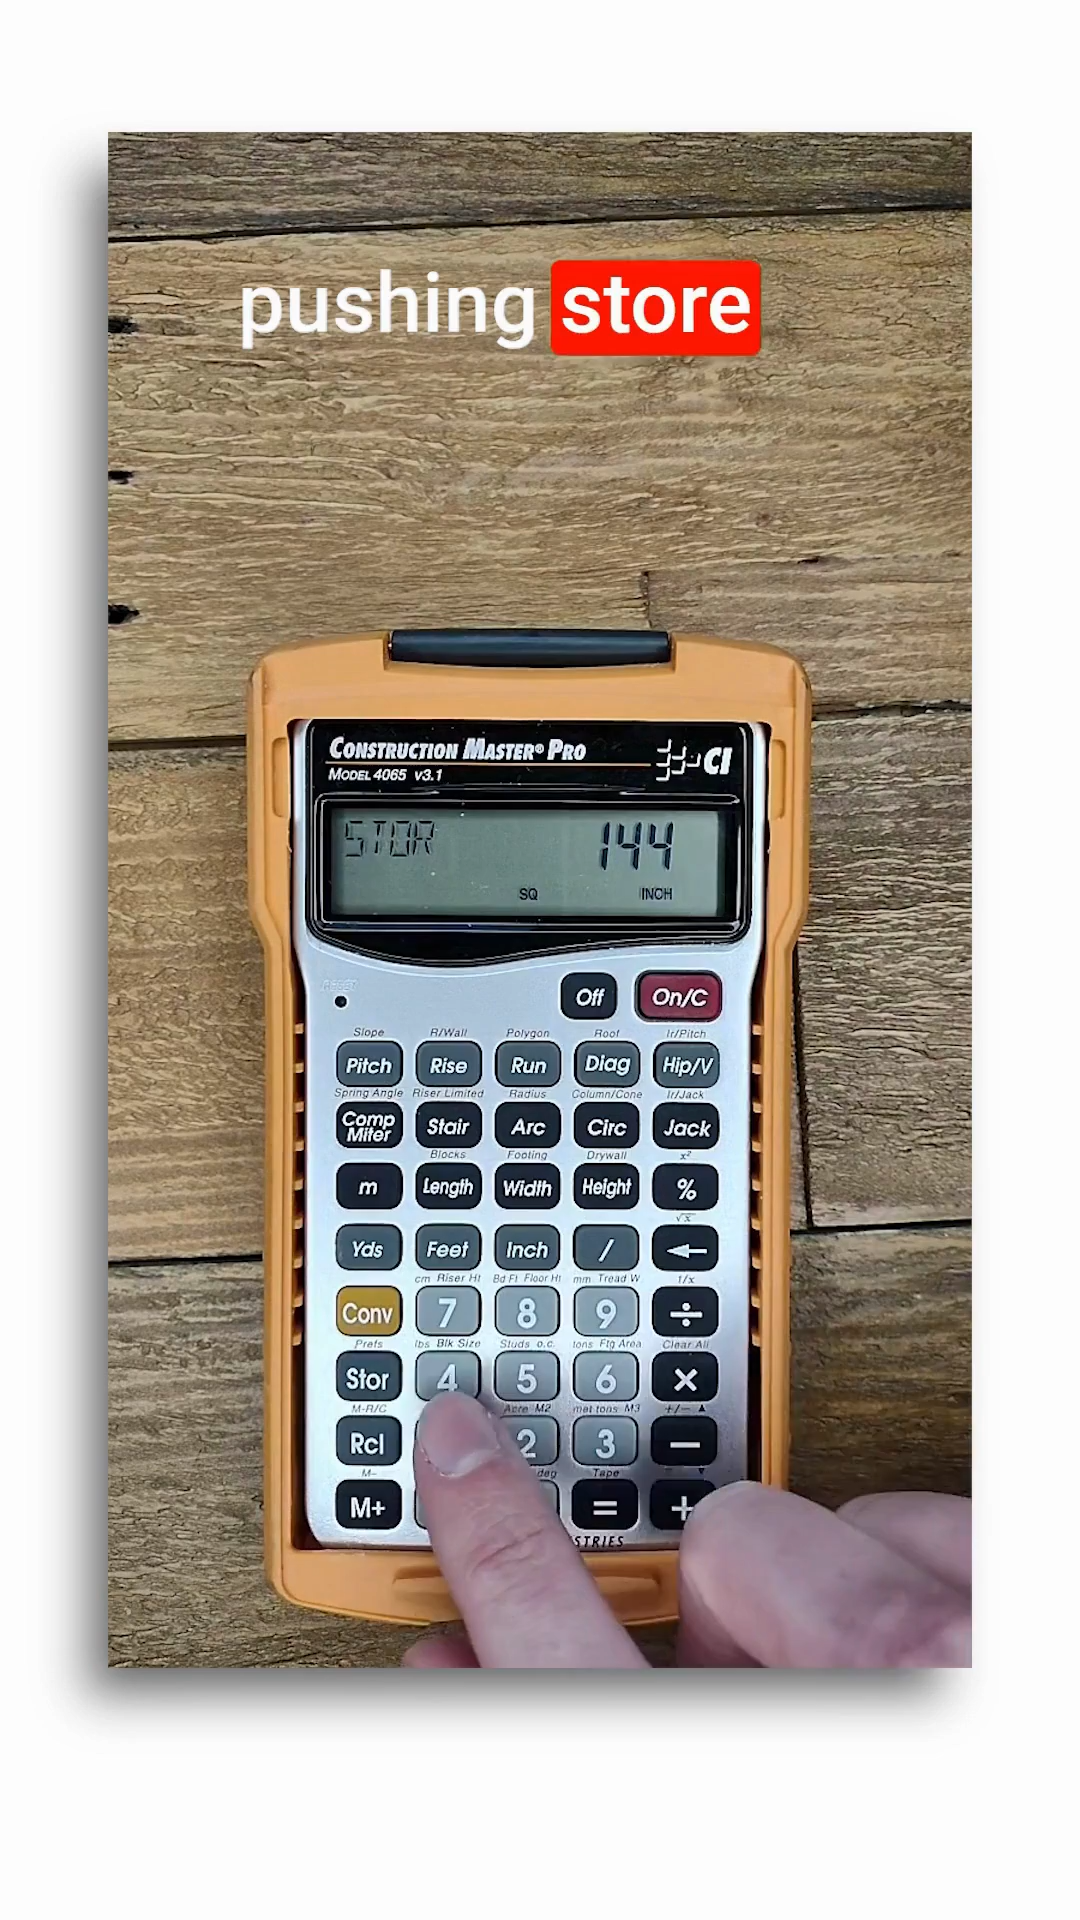 pushing store
CONSTRUCTION MASTER® PRO
MODEL 4065 v3.1
CI
STOR 144
SQ INCH
RESET
Off On/C
Slope R/Wall Polygon Roof Ir/Pitch
Pitch Rise Run Diag Hip/V
Spring Angle Riser Limited Radius Column/Cone Ir/Jack
Comp Miter Stair Arc Circ Jack
Blocks Footing Drywall x²
m Length Width Height %
√x
Yds Feet Inch / ←
cm Riser Ht Bd Ft Floor Ht mm Tread W 1/x
Conv 7 8 9 ÷
Prefs lbs Blk Size Studs o.c. tons Ftg Area Clear All
Stor 4 5 6 ×
M-R/C Acre M2 met tons M3 +/− ▲
Rcl 2 3 −
M− deg Tape ▼
M+ = +
STRIES